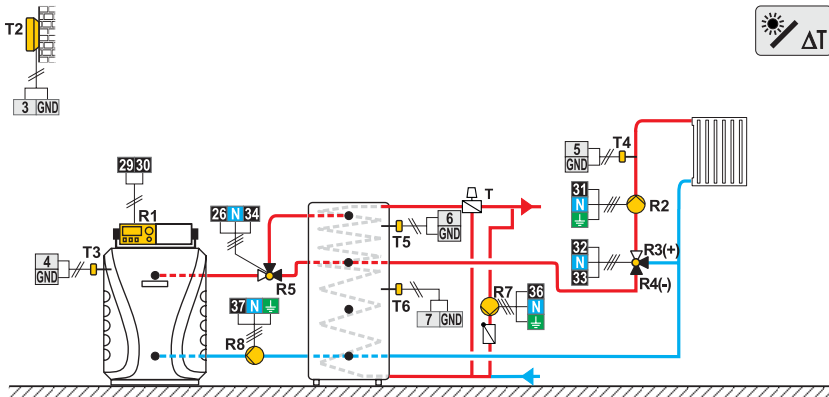 T2
3 GND
ΔT
29 30
R1
4
GND
T3
26 N 34
R5
37 N
R8
T
6
GND
T5
T6
7 GND
R7
36
N
5
GND
T4
31
N
R2
32
N
33
R3(+)
R4(-)